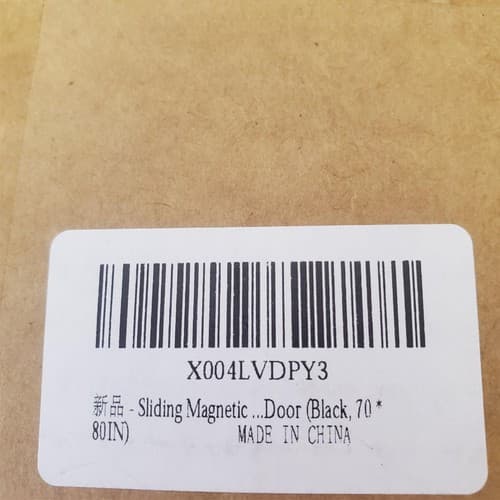 X004LVDPY3
新品 - Sliding Magnetic ...Door (Black, 70 *
80IN) MADE IN CHINA